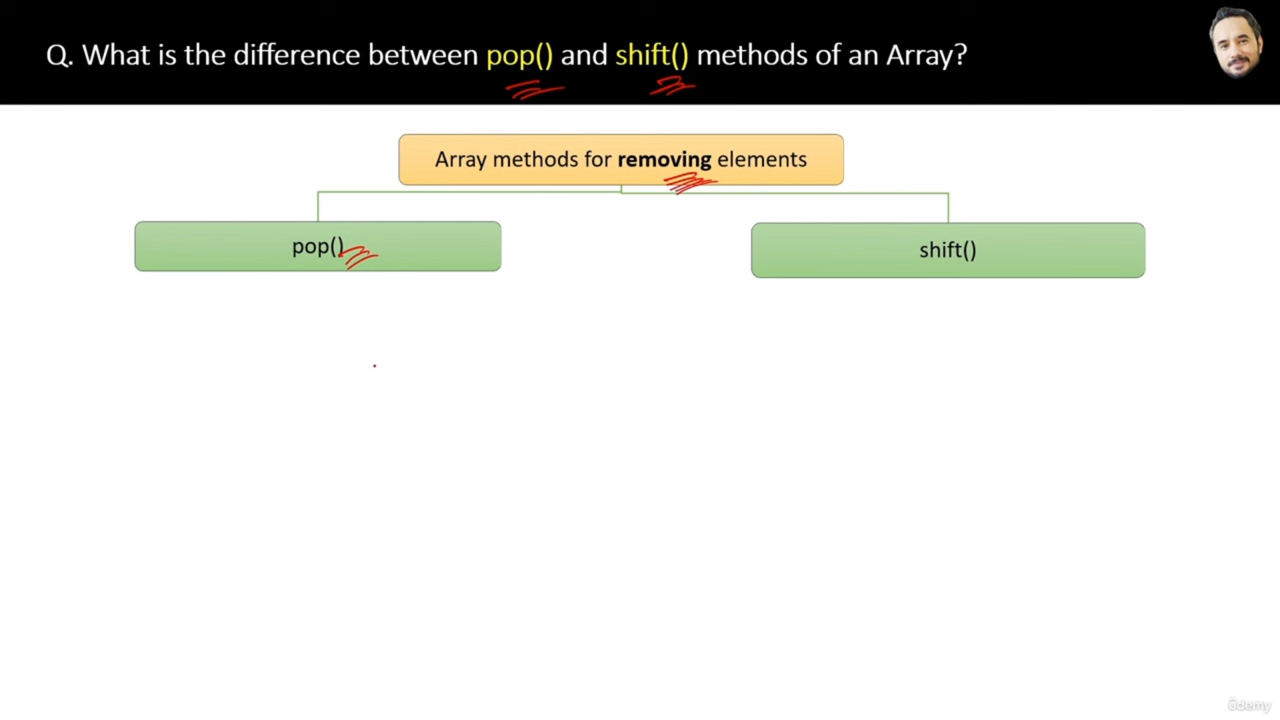 Q. What is the difference between pop() and shift() methods of an Array?
Array methods for removing elements
pop()
shift()
ûdemy